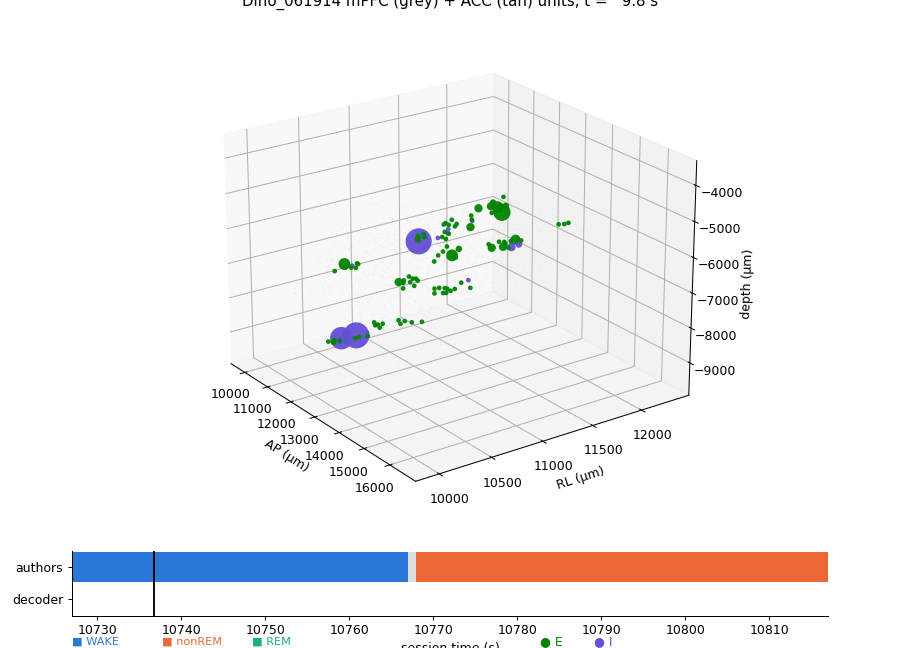 Dino_061914 mPFC (grey) + ACC (tan) units, t = 9.8 s
−4000
−5000
−6000
−7000
−8000
−9000
depth (µm)
10000
11000
12000
13000
14000
15000
16000
AP (µm)
10000
10500
11000
11500
12000
RL (µm)
authors
decoder
10730 10740 10750 10760 10770 10780 10790 10800 10810
session time (s)
WAKE nonREM REM E I